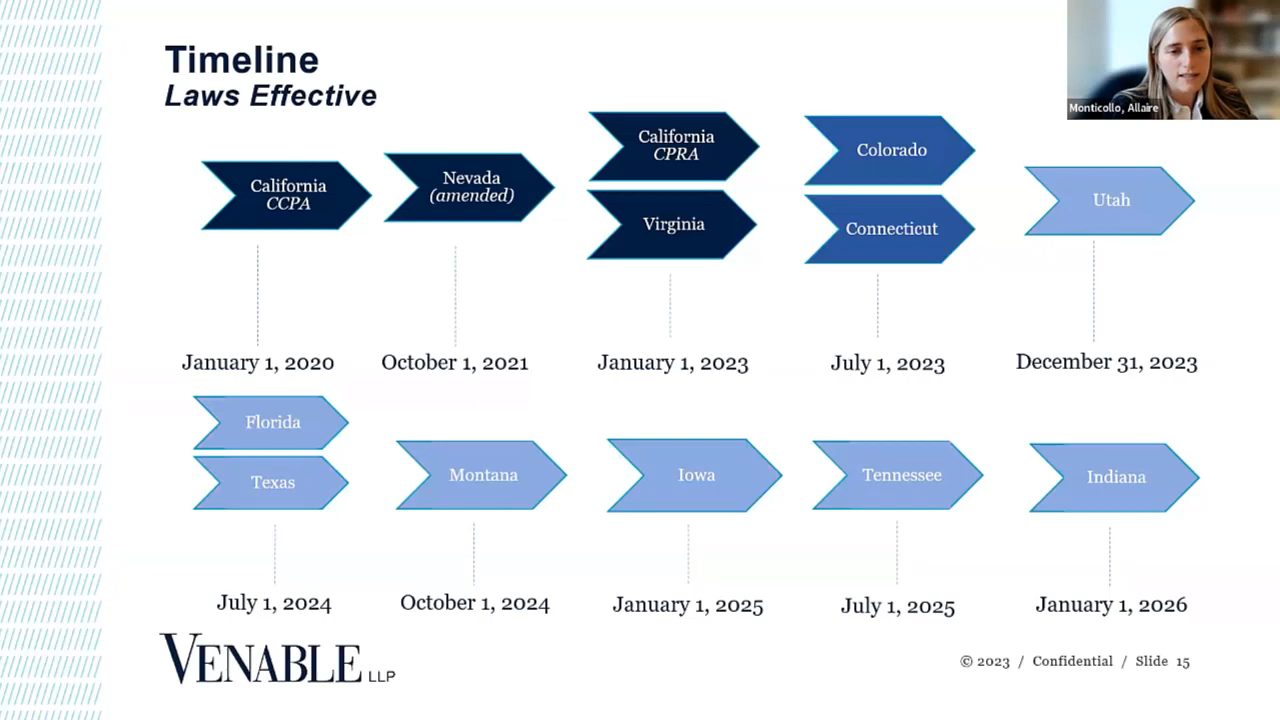 Timeline
Laws Effective
Monticollo, Allaire
California
CCPA
Nevada
(amended)
California
CPRA
Virginia
Colorado
Connecticut
Utah
January 1, 2020
October 1, 2021
January 1, 2023
July 1, 2023
December 31, 2023
Florida
Texas
Montana
Iowa
Tennessee
Indiana
July 1, 2024
October 1, 2024
January 1, 2025
July 1, 2025
January 1, 2026
VENABLE LLP
© 2023 / Confidential / Slide 15